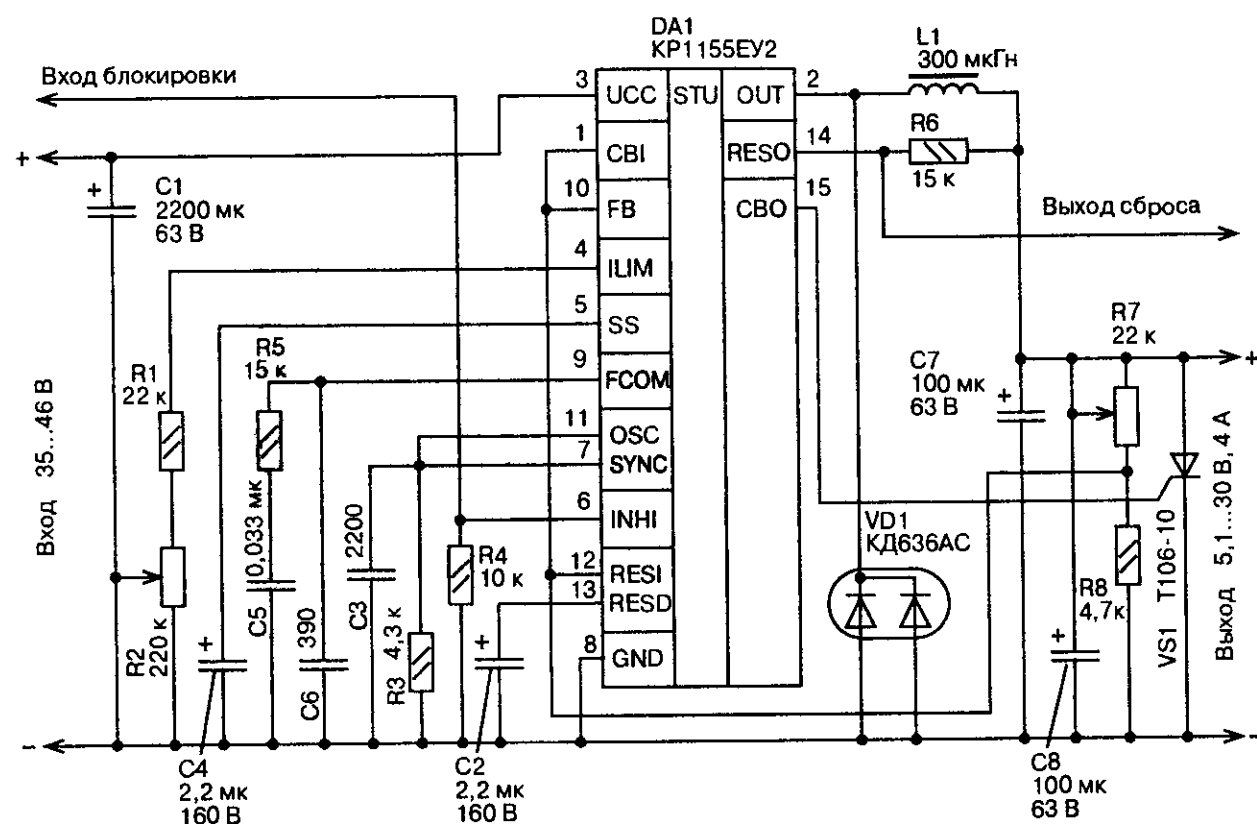 DA1
КР1155ЕУ2
L1
300 мкГн
Вход блокировки
3
UCC
STU
OUT
2
R6
1
CBI
RESO
14
15 к
+
+
C1
2200 мк
63 В
10
FB
CBO
15
Выход сброса
4
ILIM
5
SS
R7
22 к
R5
15 к
9
FCOM
C7
100 мк
63 В
+
+
R1
22 к
11
OSC
7
SYNC
Вход 35...46 В
0,033 мк
C5
2200
C3
6
INHI
VD1
КД636АС
R4
10 к
12
RESI
13
RESD
T106-10
VS1
Выход 5,1...30 В, 4 А
R8
4,7к
+
R2
220 к
+
390
C6
R3 4,3 к
+
8
GND
–
–
C4
2,2 мк
160 В
C2
2,2 мк
160 В
C8
100 мк
63 В